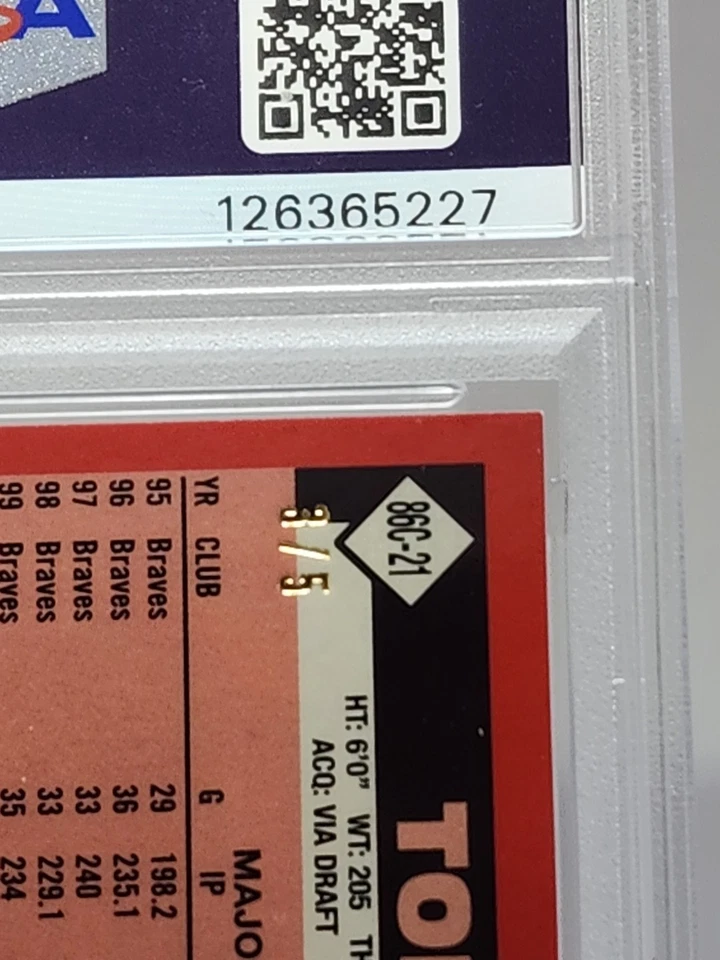 SA
126365227
86C-21
3/5
TO
HT: 6'0" WT: 205 TH
ACQ: VIA DRAFT
MAJO
YR CLUB G IP
95 Braves 29 198.2
96 Braves 36 235.1
97 Braves 33 240
98 Braves 33 229.1
99 Braves 35 234